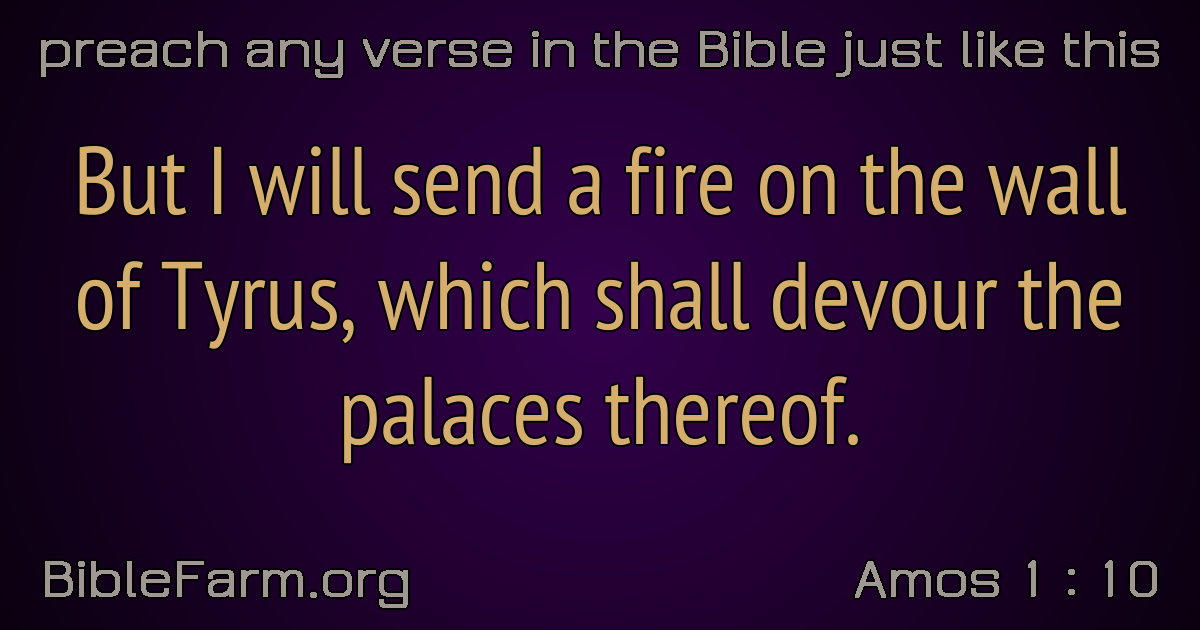 preach any verse in the Bible just like this
But I will send a fire on the wall
of Tyrus, which shall devour the
palaces thereof.
BibleFarm.org
Amos 1 : 10